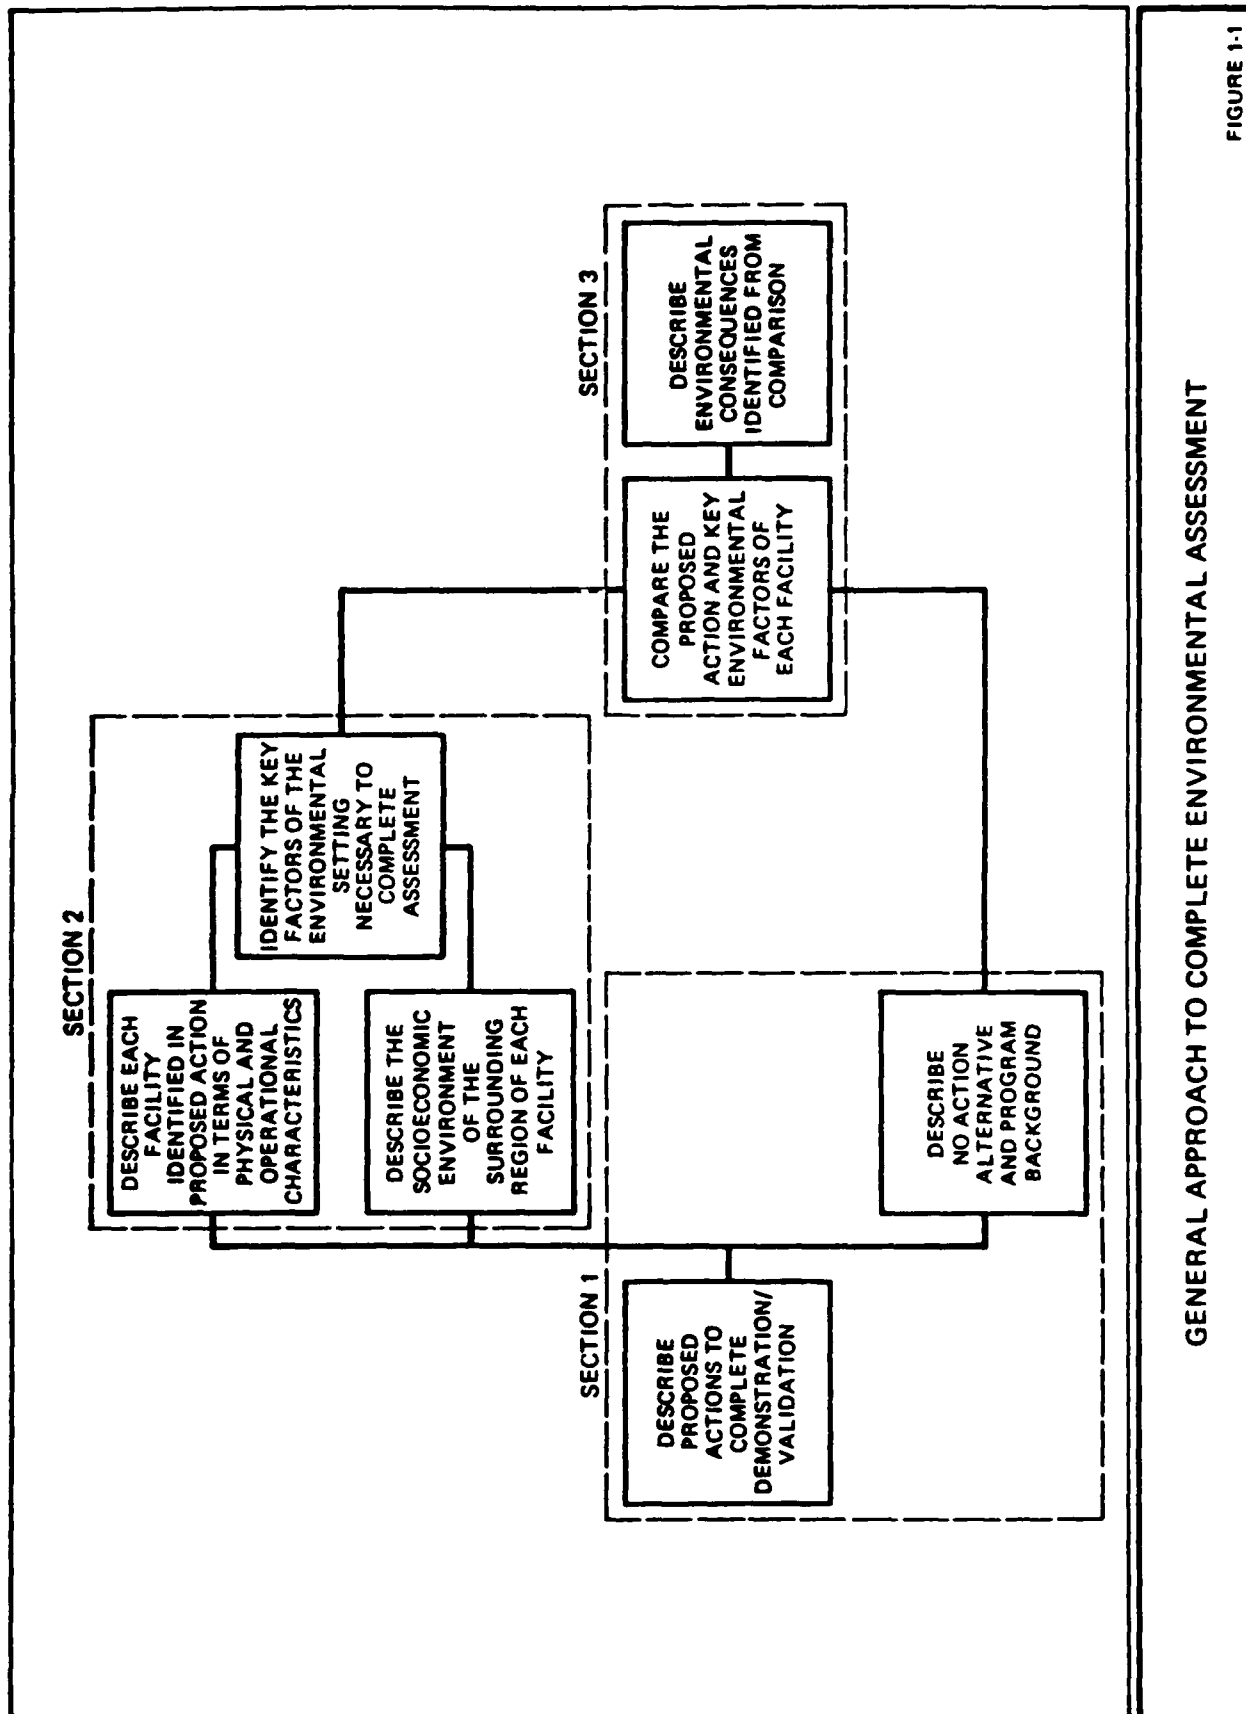 SECTION 1
DESCRIBE
PROPOSED
ACTIONS TO
COMPLETE
DEMONSTRATION/
VALIDATION
DESCRIBE
NO ACTION
ALTERNATIVE
AND PROGRAM
BACKGROUND
SECTION 2
DESCRIBE EACH
FACILITY
IDENTIFIED IN
PROPOSED ACTION
IN TERMS OF
PHYSICAL AND
OPERATIONAL
CHARACTERISTICS
DESCRIBE THE
SOCIOECONOMIC
ENVIRONMENT
OF THE
SURROUNDING
REGION OF EACH
FACILITY
IDENTIFY THE KEY
FACTORS OF THE
ENVIRONMENTAL
SETTING
NECESSARY TO
COMPLETE
ASSESSMENT
SECTION 3
COMPARE THE
PROPOSED
ACTION AND KEY
ENVIRONMENTAL
FACTORS OF
EACH FACILITY
DESCRIBE
ENVIRONMENTAL
CONSEQUENCES
IDENTIFIED FROM
COMPARISON
GENERAL APPROACH TO COMPLETE ENVIRONMENTAL ASSESSMENT
FIGURE 1-1